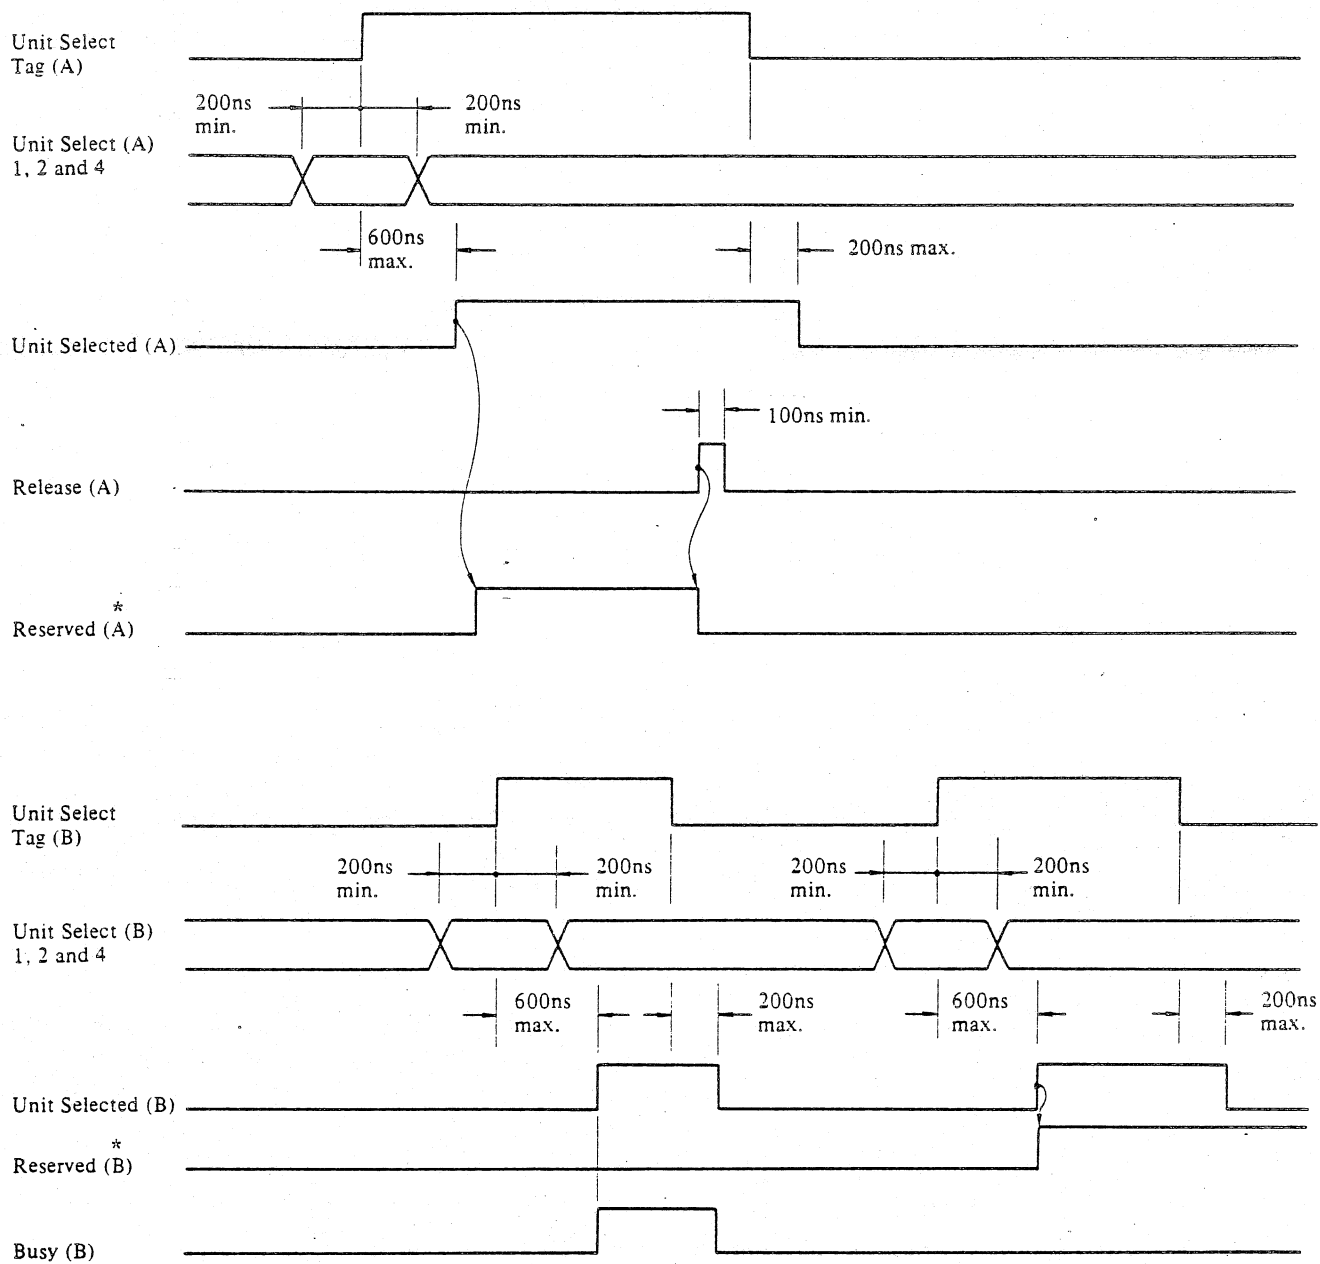 Unit Select
Tag (A)
200ns
min.
200ns
min.
Unit Select (A)
1, 2 and 4
600ns
max.
200ns max.
Unit Selected (A)
100ns min.
Release (A)
*
Reserved (A)
Unit Select
Tag (B)
200ns
min.
200ns
min.
200ns
min.
200ns
min.
Unit Select (B)
1, 2 and 4
600ns
max.
200ns
max.
600ns
max.
200ns
max.
Unit Selected (B)
*
Reserved (B)
Busy (B)